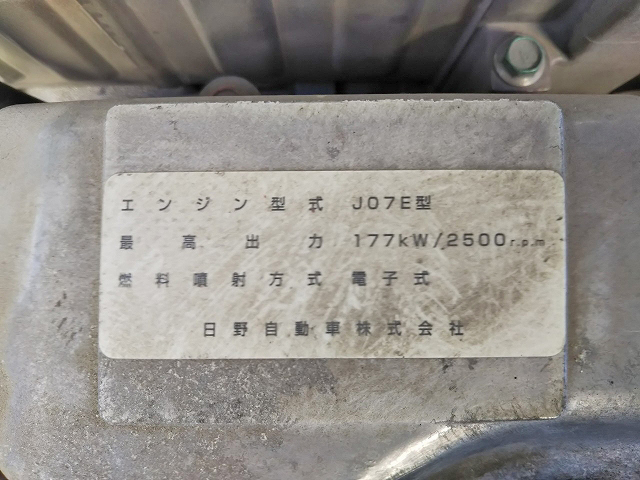 エンジン型式 J07E型
最高出力 177kW/2500r.p.m
燃料噴射方式 電子式
日野自動車株式会社